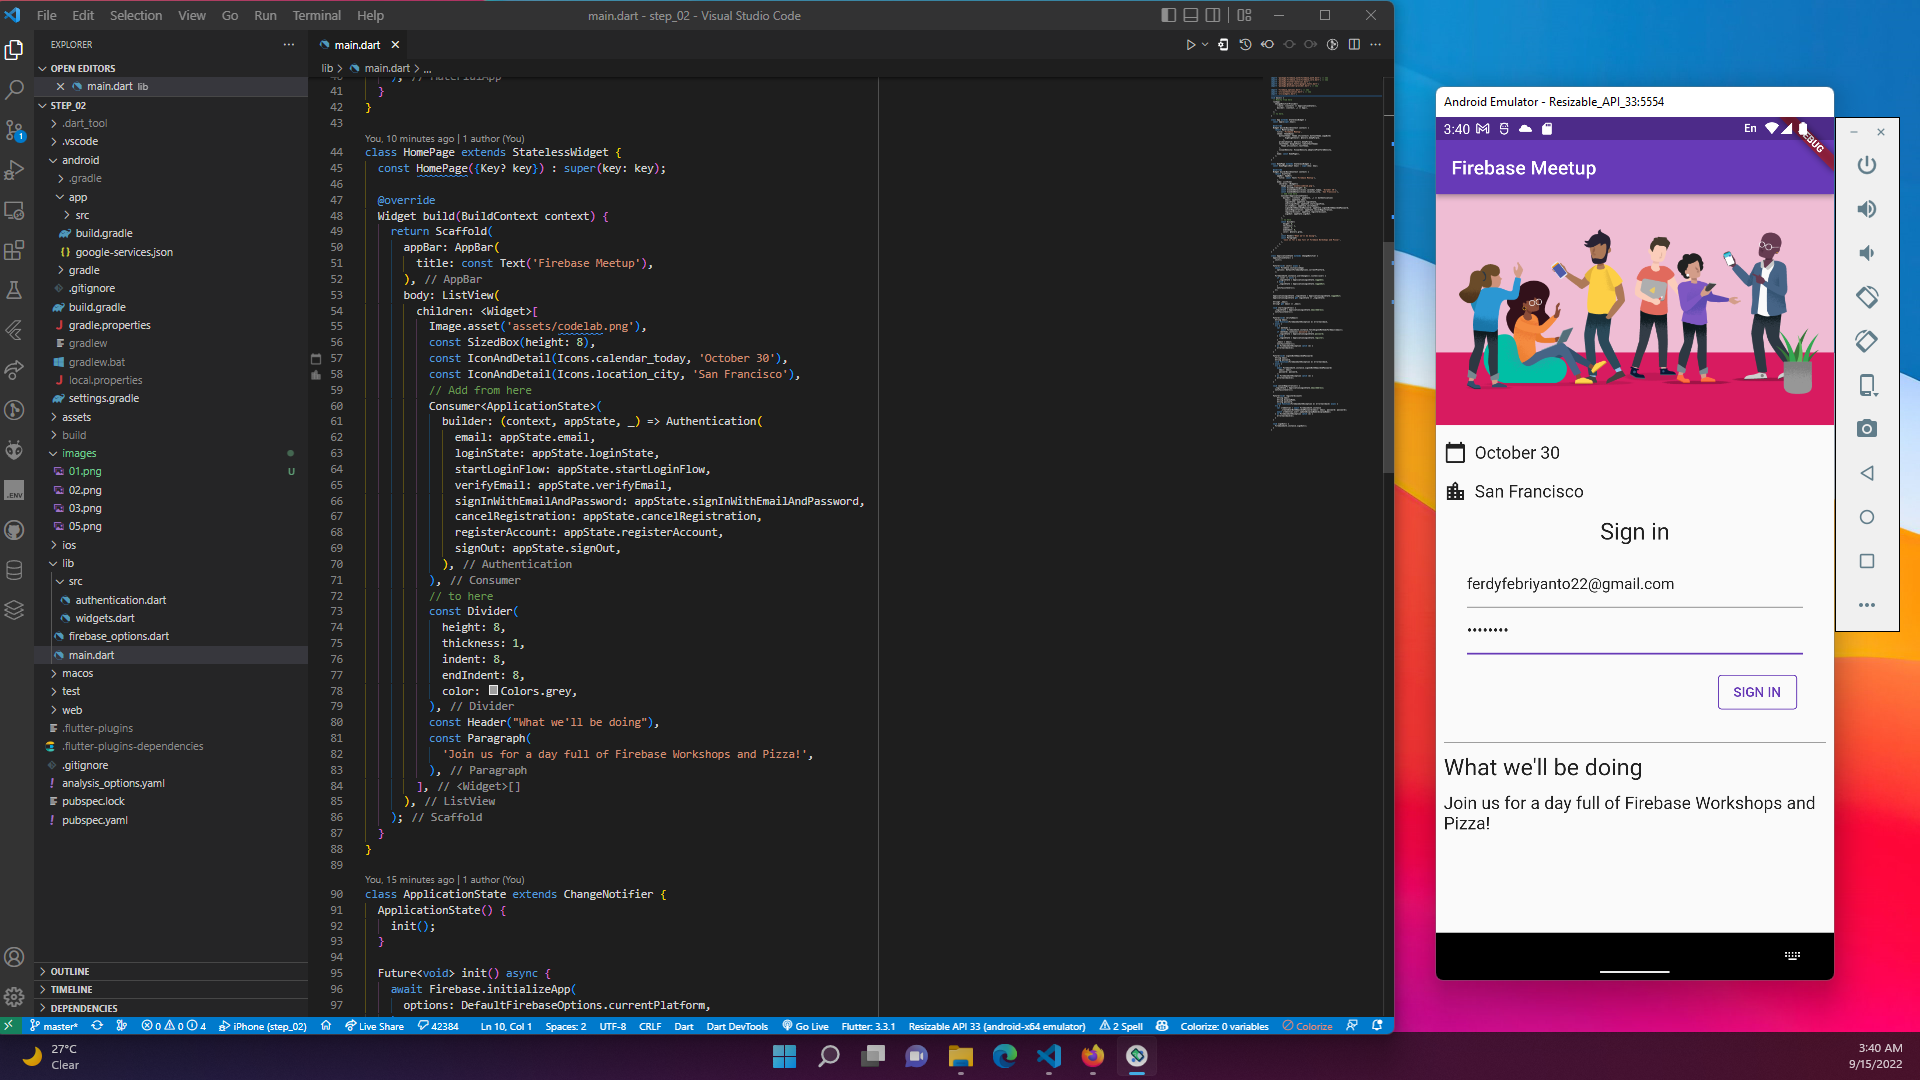 File Edit Selection View Go Run Terminal Help
main.dart - step_02 - Visual Studio Code
EXPLORER
OPEN EDITORS
main.dart lib
STEP_02
.dart_tool
.vscode
android
.gradle
app
src
build.gradle
google-services.json
gradle
.gitignore
build.gradle
gradle.properties
gradlew
gradlew.bat
local.properties
settings.gradle
assets
build
images
01.png U
02.png
03.png
05.png
ios
lib
src
authentication.dart
widgets.dart
firebase_options.dart
main.dart
macos
test
web
.flutter-plugins
.flutter-plugins-dependencies
.gitignore
analysis_options.yaml
pubspec.lock
pubspec.yaml
OUTLINE
TIMELINE
DEPENDENCIES
main.dart
lib > main.dart > ...
40 ); // MaterialApp
41 }
42 }
43
You, 10 minutes ago | 1 author (You)
44 class HomePage extends StatelessWidget {
45 const HomePage({Key? key}) : super(key: key);
46
47 @override
48 Widget build(BuildContext context) {
49 return Scaffold(
50 appBar: AppBar(
51 title: const Text('Firebase Meetup'),
52 ), // AppBar
53 body: ListView(
54 children: <Widget>[
55 Image.asset('assets/codelab.png'),
56 const SizedBox(height: 8),
57 const IconAndDetail(Icons.calendar_today, 'October 30'),
58 const IconAndDetail(Icons.location_city, 'San Francisco'),
59 // Add from here
60 Consumer<ApplicationState>(
61 builder: (context, appState, _) => Authentication(
62 email: appState.email,
63 loginState: appState.loginState,
64 startLoginFlow: appState.startLoginFlow,
65 verifyEmail: appState.verifyEmail,
66 signInWithEmailAndPassword: appState.signInWithEmailAndPassword,
67 cancelRegistration: appState.cancelRegistration,
68 registerAccount: appState.registerAccount,
69 signOut: appState.signOut,
70 ), // Authentication
71 ), // Consumer
72 // to here
73 const Divider(
74 height: 8,
75 thickness: 1,
76 indent: 8,
77 endIndent: 8,
78 color: Colors.grey,
79 ), // Divider
80 const Header("What we'll be doing"),
81 const Paragraph(
82 'Join us for a day full of Firebase Workshops and Pizza!',
83 ), // Paragraph
84 ], // <Widget>[]
85 ), // ListView
86 ); // Scaffold
87 }
88 }
89
You, 15 minutes ago | 1 author (You)
90 class ApplicationState extends ChangeNotifier {
91 ApplicationState() {
92 init();
93 }
94
95 Future<void> init() async {
96 await Firebase.initializeApp(
97 options: DefaultFirebaseOptions.currentPlatform,
master* 0 0 4 iPhone (step_02) Live Share 42384 Ln 10, Col 1 Spaces: 2 UTF-8 CRLF Dart Dart DevTools Go Live Flutter: 3.3.1 Resizable API 33 (android-x64 emulator) 2 Spell Colorize: 0 variables Colorize
Android Emulator - Resizable_API_33:5554
3:40 En
Firebase Meetup
October 30
San Francisco
Sign in
ferdyfebriyanto22@gmail.com
••••••••
SIGN IN
What we'll be doing
Join us for a day full of Firebase Workshops and
Pizza!
27°C
Clear
3:40 AM
9/15/2022